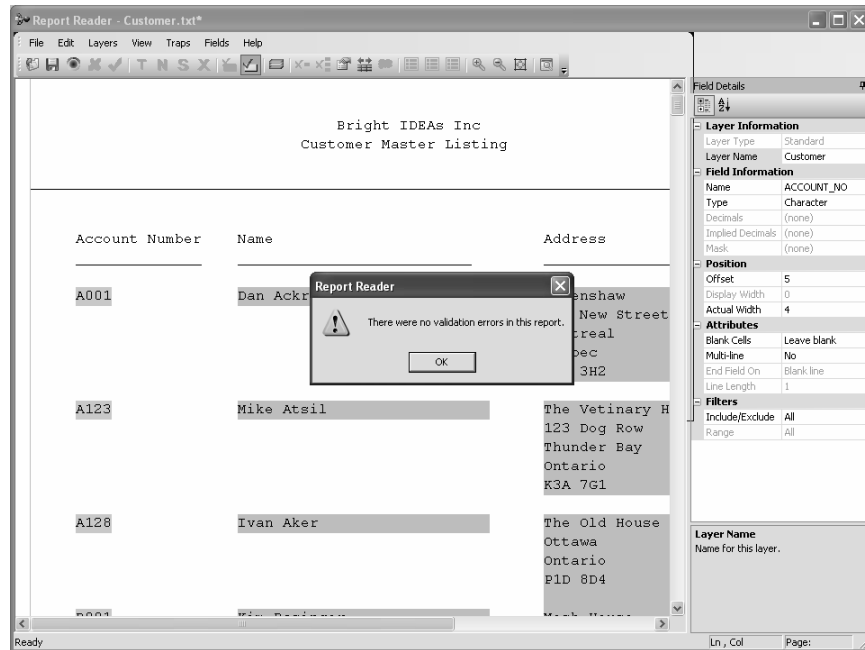 Report Reader - Customer.txt*
File Edit Layers View Traps Fields Help
T N S X
Bright IDEAs Inc
Customer Master Listing
Account Number Name Address
A001 Dan Ackr enshaw
New Street
treal
bec
3H2
A123 Mike Atsil The Vetinary H
123 Dog Row
Thunder Bay
Ontario
K3A 7G1
A128 Ivan Aker The Old House
Ottawa
Ontario
P1D 8D4
Report Reader
There were no validation errors in this report.
OK
Field Details
Layer Information
Layer Type Standard
Layer Name Customer
Field Information
Name ACCOUNT_NO
Type Character
Decimals (none)
Implied Decimals (none)
Mask (none)
Position
Offset 5
Display Width 0
Actual Width 4
Attributes
Blank Cells Leave blank
Multi-line No
End Field On Blank line
Line Length 1
Filters
Include/Exclude All
Range All
Layer Name
Name for this layer.
Ready Ln , Col Page: